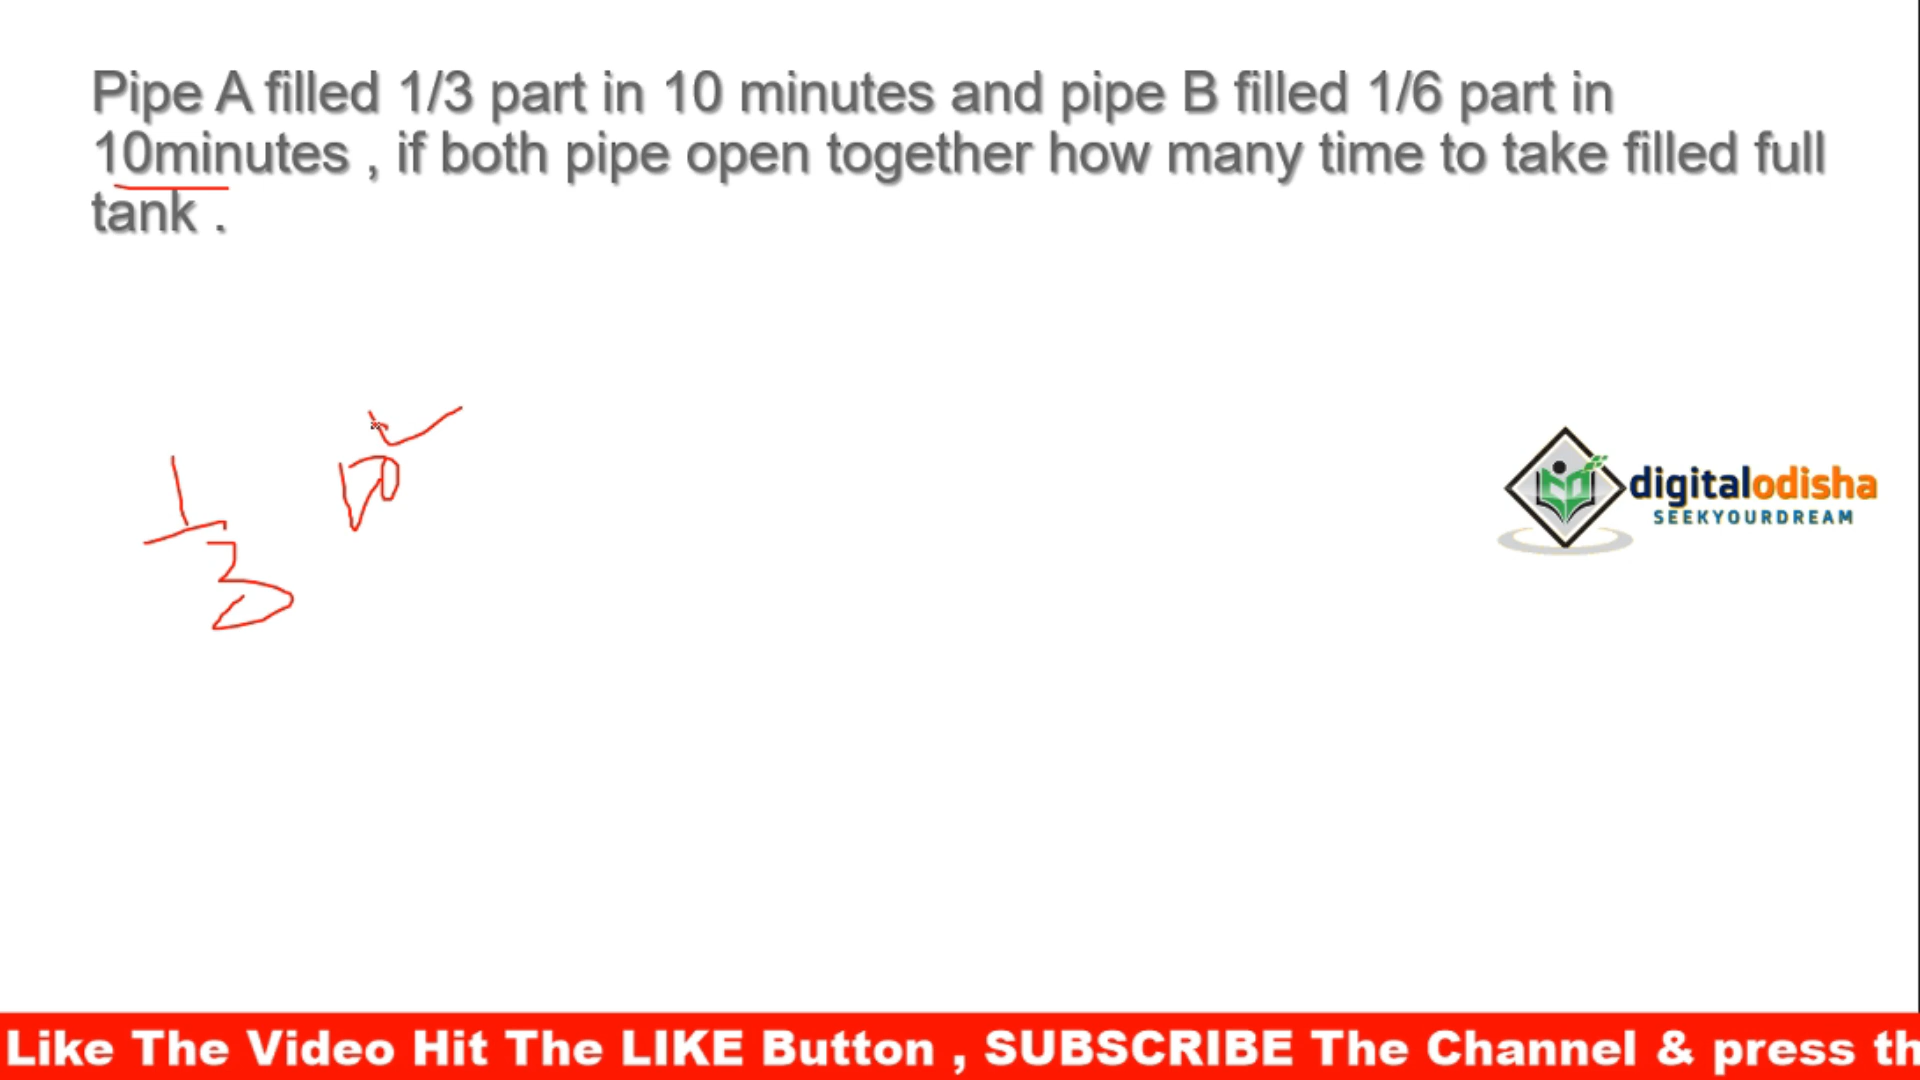 Pipe A filled 1/3 part in 10 minutes and pipe B filled 1/6 part in
10minutes , if both pipe open together how many time to take filled full
tank .
1
3
10
digitalodisha
SEEKYOURDREAM
Like The Video Hit The LIKE Button , SUBSCRIBE The Channel & press th